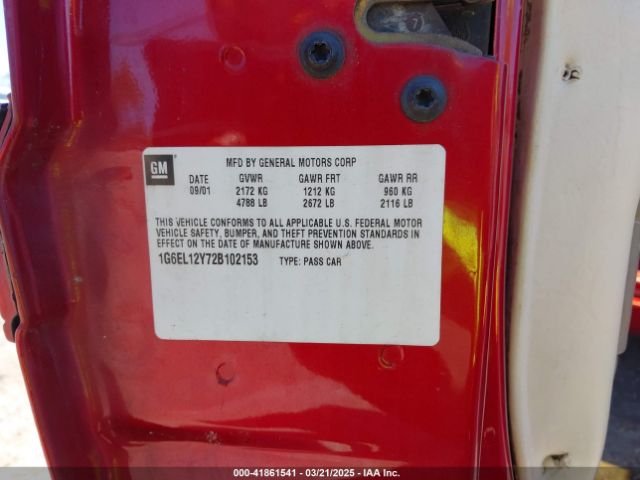 GM
MFD BY GENERAL MOTORS CORP
DATE GVWR GAWR FRT GAWR RR
09/01 2172 KG 1212 KG 960 KG
4788 LB 2672 LB 2116 LB
THIS VEHICLE CONFORMS TO ALL APPLICABLE U.S. FEDERAL MOTOR
VEHICLE SAFETY, BUMPER, AND THEFT PREVENTION STANDARDS IN
EFFECT ON THE DATE OF MANUFACTURE SHOWN ABOVE.
1G6EL12Y72B102153 TYPE: PASS CAR
000-41861541 - 03/21/2025 - IAA Inc.